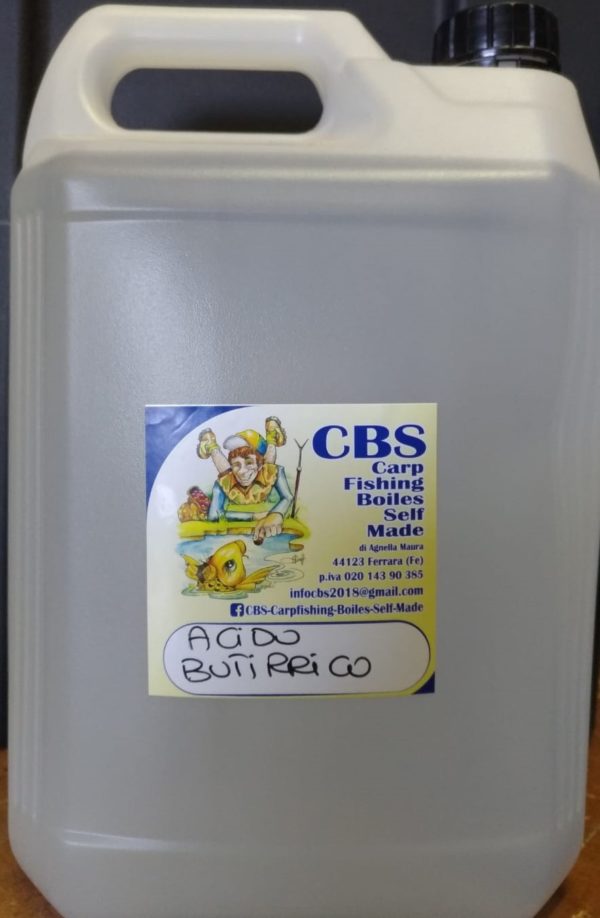 CBS
Carp
Fishing
Boiles
Self
Made
di Agnella Maura
44123 Ferrara (Fe)
p.iva 020 143 90 385
infocbs2018@gmail.com
CBS-Carpfishing-Boiles-Self-Made
ACIDO
BUTIRRICO